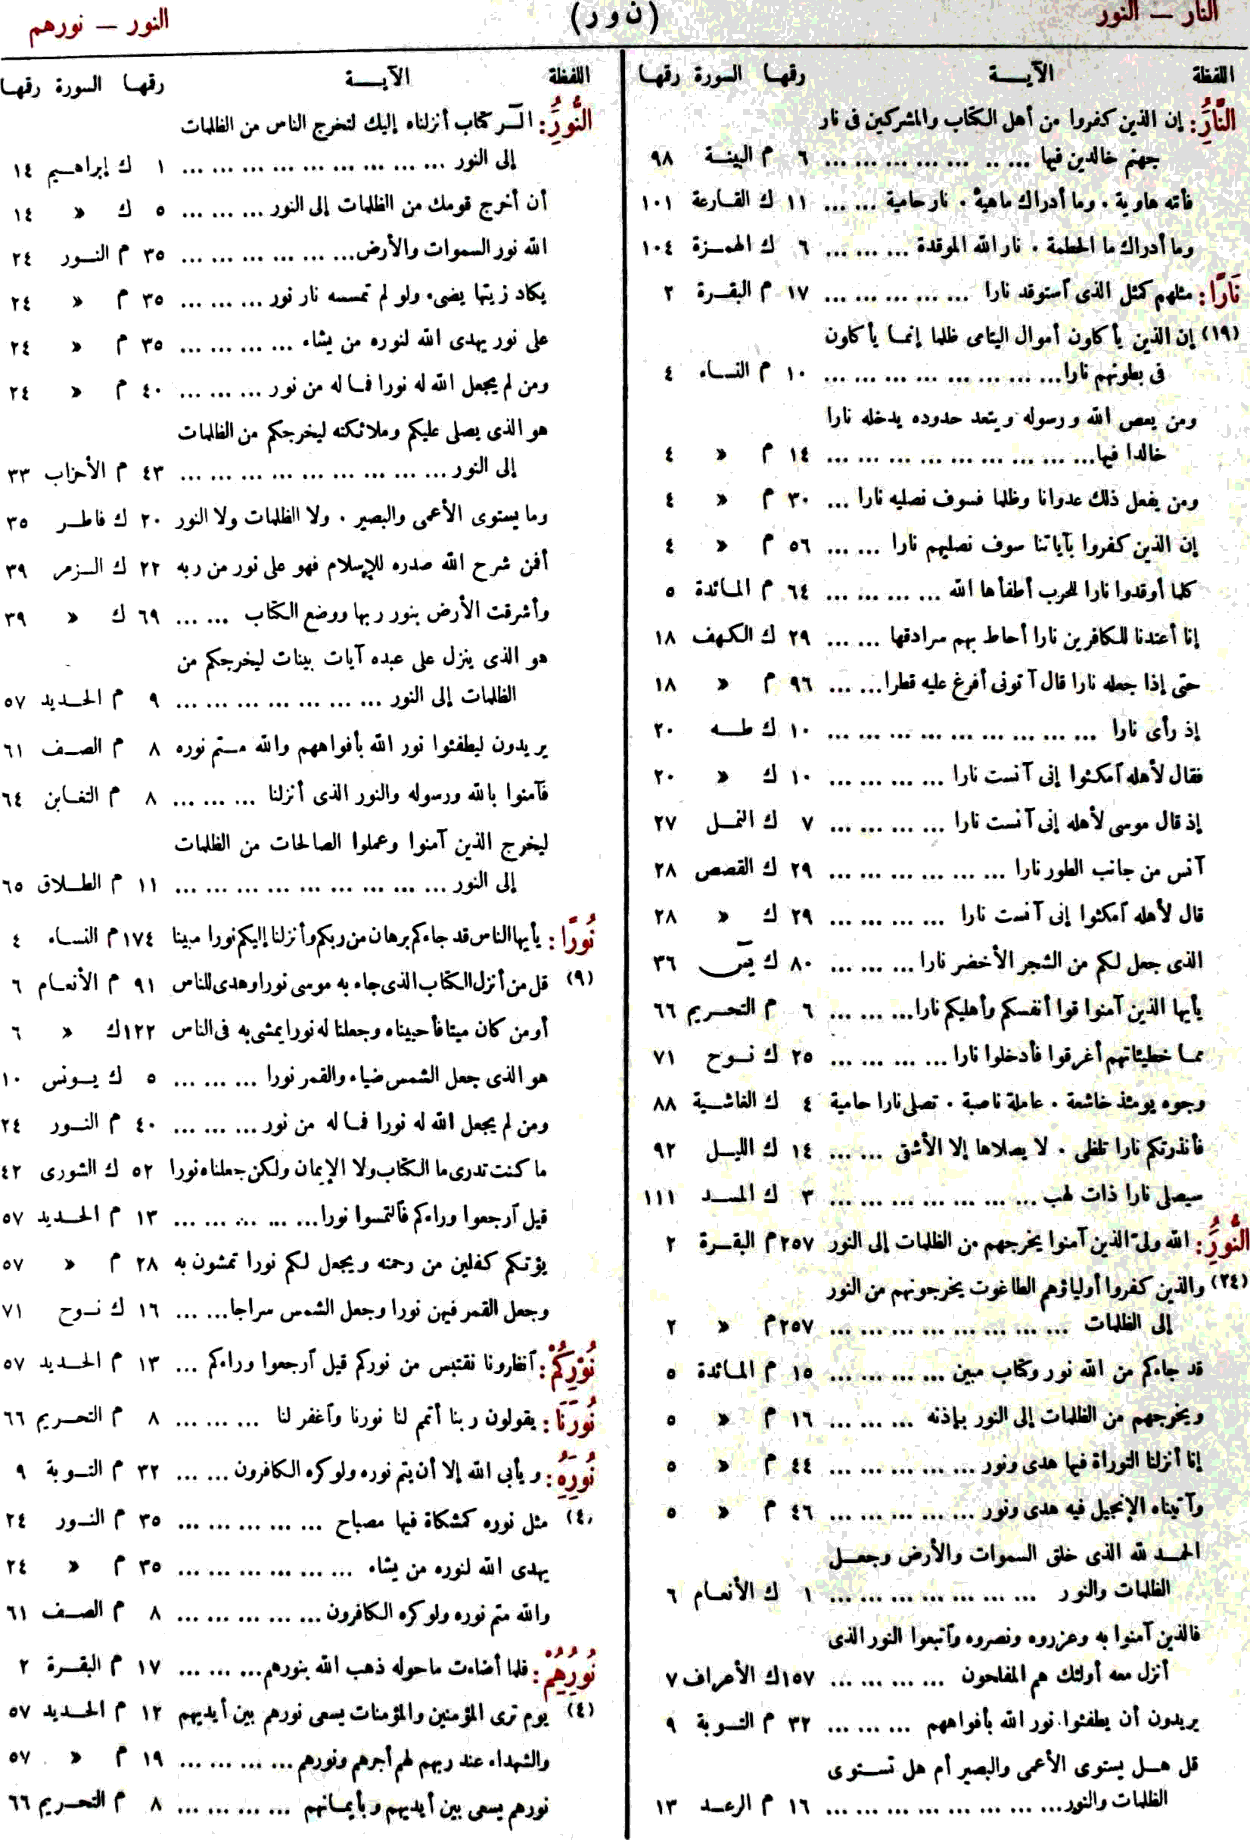 النار — النور
(ن و ر)
النور — نورهم
اللفظة الآيــــة رقمها السورة رقمها
النَّارِ: إن الذين كفروا من أهل الكتاب والمشركين فى نار
جهنم خالدين فيها ... ... ... ... ... ... ٦ م البينة ٩٨
فأمّه هاوية . وما أدراك ماهيهْ . نار حامية ... ... ١١ ك القارعة ١٠١
وما أدراك ما الحطمة . نار الله الموقدة ... ... ... ٦ ك الهمزة ١٠٤
نَارًا: مثلهم كمثل الذى آستوقد نارا ... ... ... ... ١٧ م البقرة ٢
(١٩) إن الذين يأكلون أموال اليتامى ظلما إنما يأكلون
فى بطونهم نارا ... ... ... ... ... ... ... ١٠ م النساء ٤
ومن يعص الله ورسوله ويتعد حدوده يدخله نارا
خالدا فيها ... ... ... ... ... ... ... ... ١٤ م « ٤
ومن يفعل ذلك عدوانا وظلما فسوف نصليه نارا ... ٣٠ م « ٤
إن الذين كفروا بآياتنا سوف نصليهم نارا ... ... ٥٦ م « ٤
كلما أوقدوا نارا للحرب أطفأها الله ... ... ... ... ٦٤ م المائدة ٥
إنا أعتدنا للكافرين نارا أحاط بهم سرادقها ... ... ٢٩ ك الكهف ١٨
حتى إذا جعله نارا قال آتونى أفرغ عليه قطرا ... ... ٩٦ م « ١٨
إذ رأى نارا ... ... ... ... ... ... ... ... ١٠ ك طه ٢٠
فقال لأهله آمكثوا إنى آنست نارا ... ... ... ... ١٠ ك « ٢٠
إذ قال موسى لأهله إنى آنست نارا ... ... ... ... ٧ ك النمل ٢٧
آنس من جانب الطور نارا ... ... ... ... ... ... ٢٩ ك القصص ٢٨
قال لأهله آمكثوا إنى آنست نارا ... ... ... ... ٢٩ ك « ٢٨
الذى جعل لكم من الشجر الأخضر نارا ... ... ... ٨٠ ك يس ٣٦
يأيها الذين آمنوا قوا أنفسكم وأهليكم نارا ... ... ... ٦ م التحريم ٦٦
مما خطيئاتهم أغرقوا فأدخلوا نارا ... ... ... ... ٢٥ ك نوح ٧١
وجوه يومئذ خاشعة . عاملة ناصبة . تصلى نارا حامية ٤ ك الغاشية ٨٨
فأنذرتكم نارا تلظى . لا يصلاها إلا الأشقى ... ... ١٤ ك الليل ٩٢
سيصلى نارا ذات لهب ... ... ... ... ... ... ... ٣ ك المسد ١١١
النُّورِ: الله ولىّ الذين آمنوا يخرجهم من الظلمات إلى النور ٢٥٧م البقرة ٢
(٢٤) والذين كفروا أولياؤهم الطاغوت يخرجونهم من النور
إلى الظلمات ... ... ... ... ... ... ... ... ٢٥٧م « ٢
قد جاءكم من الله نور وكتاب مبين ... ... ... ... ١٥ م المائدة ٥
ويخرجهم من الظلمات إلى النور بإذنه ... ... ... ١٦ م « ٥
إنا أنزلنا التوراة فيها هدى ونور ... ... ... ... ... ٤٤ م « ٥
وآتيناه الإنجيل فيه هدى ونور ... ... ... ... ... ٤٦ م « ٥
الحمد لله الذى خلق السموات والأرض وجعل
الظلمات والنور ... ... ... ... ... ... ... ١ ك الأنعام ٦
فالذين آمنوا به وعزروه ونصروه وآتبعوا النور الذى
أنزل معه أولئك هم المفلحون ... ... ... ... ١٥٧ك الأعراف ٧
يريدون أن يطفئوا نور الله بأفواههم ... ... ... ٣٢ م التوبة ٩
قل هل يستوى الأعمى والبصير أم هل تستوى
الظلمات والنور ... ... ... ... ... ... ... ... ١٦ م الرعد ١٣
اللفظة الآيــــة رقمها السورة رقمها
النُّورِ: الۤر كتاب أنزلناه إليك لتخرج الناس من الظلمات
إلى النور ... ... ... ... ... ... ... ... ... ١ ك إبراهيم ١٤
أن أخرج قومك من الظلمات إلى النور ... ... ... ٥ ك « ١٤
الله نور السموات والأرض ... ... ... ... ... ... ٣٥ م النور ٢٤
يكاد زيتها يضىء ولو لم تمسسه نار نور ... ... ... ٣٥ م « ٢٤
على نور يهدى الله لنوره من يشاء ... ... ... ... ٣٥ م « ٢٤
ومن لم يجعل الله له نورا فما له من نور ... ... ... ٤٠ م « ٢٤
هو الذى يصلى عليكم وملائكته ليخرجكم من الظلمات
إلى النور ... ... ... ... ... ... ... ... ... ٤٣ م الأحزاب ٣٣
وما يستوى الأعمى والبصير . ولا الظلمات ولا النور ٢٠ ك فاطر ٣٥
أفمن شرح الله صدره للإسلام فهو على نور من ربه ٢٢ ك الزمر ٣٩
وأشرقت الأرض بنور ربها ووضع الكتاب ... ... ٦٩ ك « ٣٩
هو الذى ينزل على عبده آيات بينات ليخرجكم من
الظلمات إلى النور ... ... ... ... ... ... ... ٩ م الحديد ٥٧
يريدون ليطفئوا نور الله بأفواههم والله متم نوره ٨ م الصف ٦١
فآمنوا بالله ورسوله والنور الذى أنزلنا ... ... ... ٨ م التغابن ٦٤
ليخرج الذين آمنوا وعملوا الصالحات من الظلمات
إلى النور ... ... ... ... ... ... ... ... ... ١١ م الطلاق ٦٥
نُورًا: يأيها الناس قد جاءكم برهان من ربكم وأنزلنا إليكم نورا مبينا ١٧٤م النساء ٤
(٩) قل من أنزل الكتاب الذى جاء به موسى نورا وهدى للناس ٩١ م الأنعام ٦
أو من كان ميتا فأحييناه وجعلنا له نورا يمشى به فى الناس ١٢٢ك « ٦
هو الذى جعل الشمس ضياء والقمر نورا ... ... ... ٥ ك يونس ١٠
ومن لم يجعل الله له نورا فما له من نور ... ... ... ٤٠ م النور ٢٤
ما كنت تدرى ما الكتاب ولا الإيمان ولكن جعلناه نورا ٥٢ ك الشورى ٤٢
قيل آرجعوا وراءكم فآلتمسوا نورا ... ... ... ... ... ١٣ م الحديد ٥٧
يؤتكم كفلين من رحمته ويجعل لكم نورا تمشون به ٢٨ م « ٥٧
وجعل القمر فيهن نورا وجعل الشمس سراجا ... ... ١٦ ك نوح ٧١
نُورِكُمْ: آنظرونا نقتبس من نوركم قيل آرجعوا وراءكم ... ١٣ م الحديد ٥٧
نُورَنَا: يقولون ربنا أتمم لنا نورنا وآغفر لنا ... ... ... ٨ م التحريم ٦٦
نُورِهِ: ويأبى الله إلا أن يتم نوره ولو كره الكافرون ... ... ٣٢ م التوبة ٩
(٤) مثل نوره كمشكاة فيها مصباح ... ... ... ... ... ٣٥ م النور ٢٤
يهدى الله لنوره من يشاء ... ... ... ... ... ... ٣٥ م « ٢٤
والله متم نوره ولو كره الكافرون ... ... ... ... ... ٨ م الصف ٦١
نُورِهِمْ: فلما أضاءت ماحوله ذهب الله بنورهم ... ... ... ١٧ م البقرة ٢
(٤) يوم ترى المؤمنين والمؤمنات يسعى نورهم بين أيديهم ١٢ م الحديد ٥٧
والشهداء عند ربهم لهم أجرهم ونورهم ... ... ... ... ١٩ م « ٥٧
نورهم يسعى بين أيديهم وبأيمانهم ... ... ... ... ٨ م التحريم ٦٦